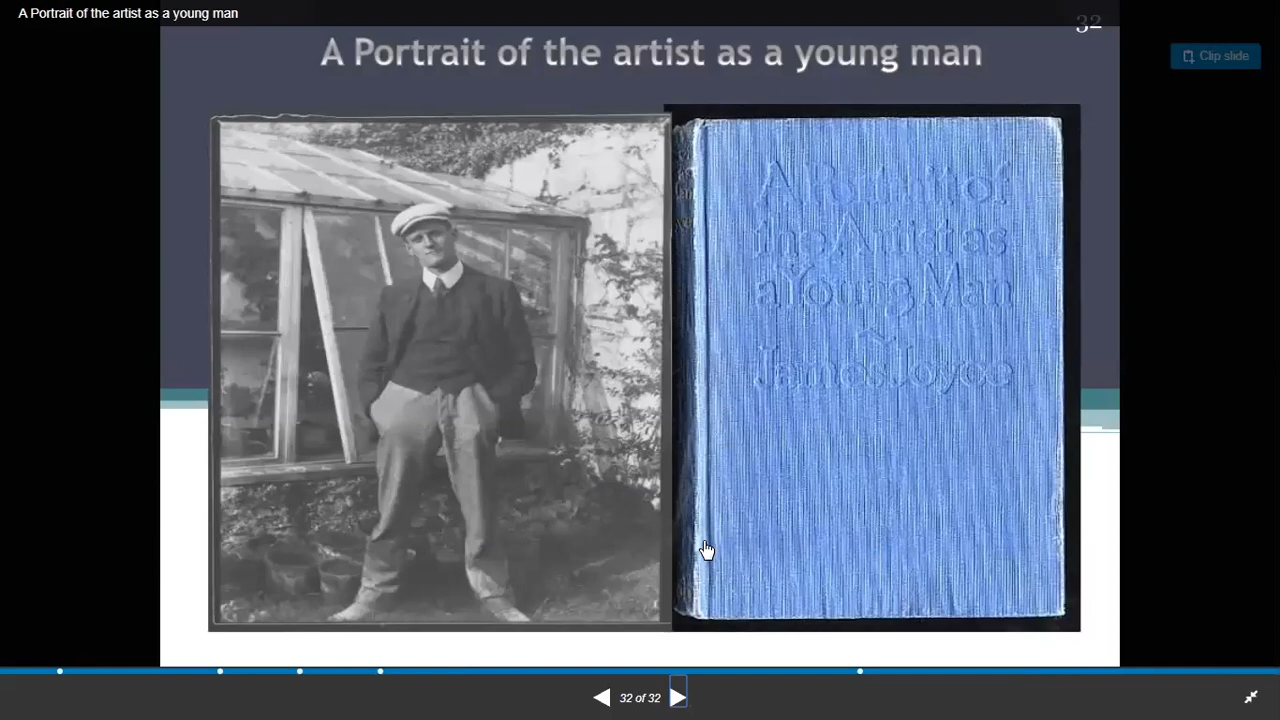 A Portrait of the artist as a young man
32
A Portrait of the artist as a young man
Clip slide
A Portrait of
the Artist as
a Young Man
James Joyce
32 of 32